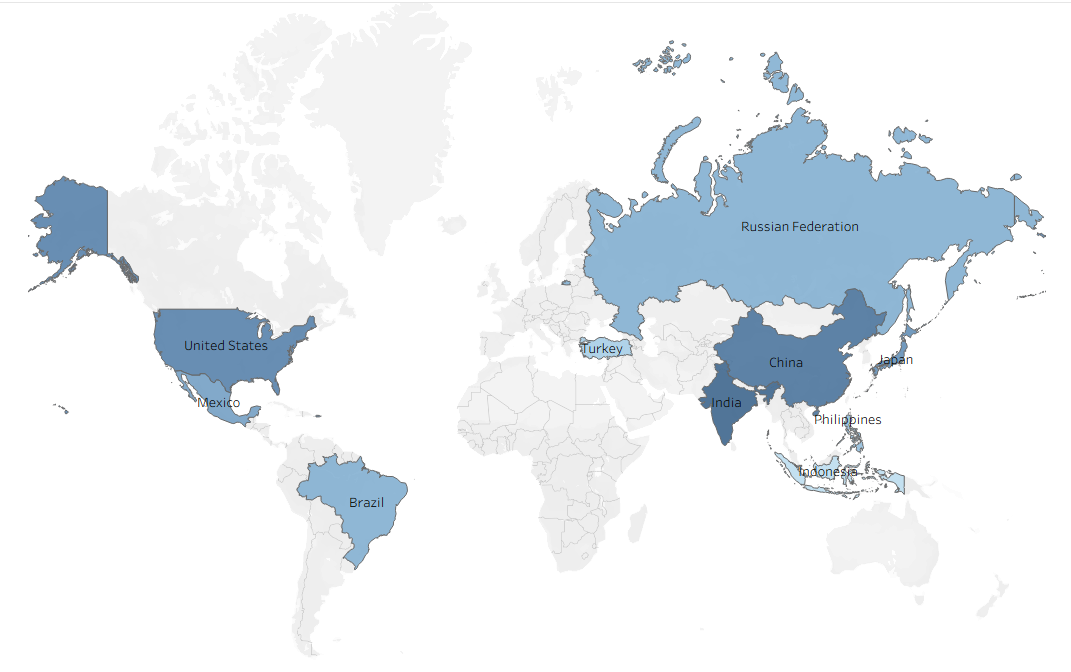 Russian Federation
United States
Turkey
China
Japan
Mexico
India
Philippines
Indonesia
Brazil